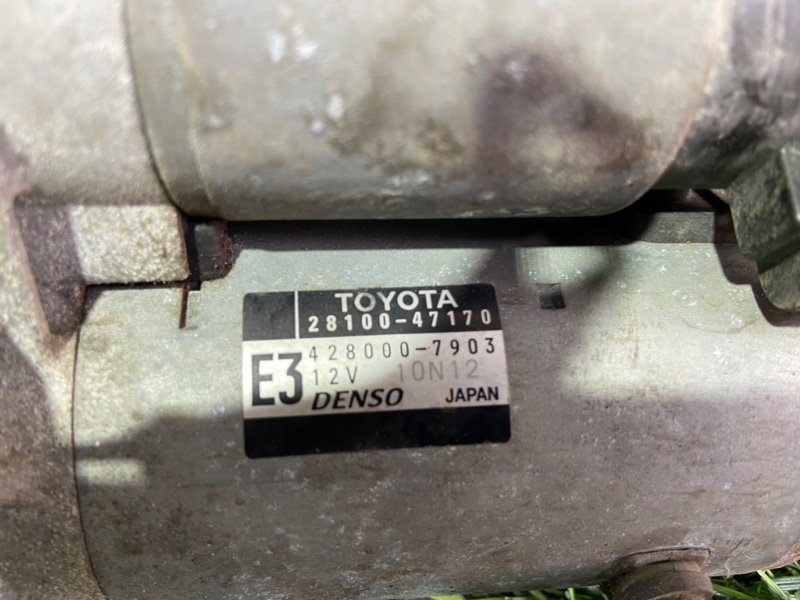 TOYOTA
28100-47170
428000-7903
E3
12V 10N12
DENSO JAPAN